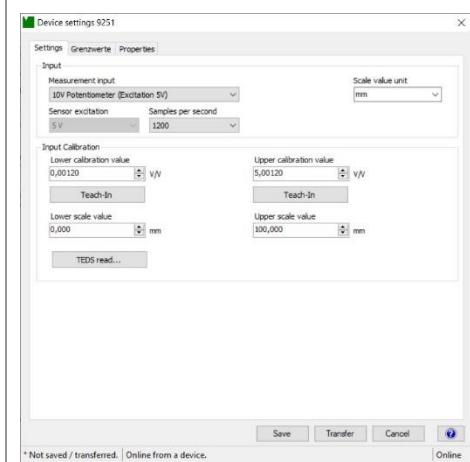 Device settings 9251
Settings Grenzwerte Properties
Input
Measurement input Scale value unit
10V Potentiometer (Excitation 5V) mm
Sensor excitation Samples per second
5 V 1200
Input Calibration
Lower calibration value Upper calibration value
0,00120 V/V 5,00120 V/V
Teach-In Teach-In
Lower scale value Upper scale value
0,000 mm 100,000 mm
TEDS read...
Save Transfer Cancel ?
* Not saved / transferred. Online from a device. Online